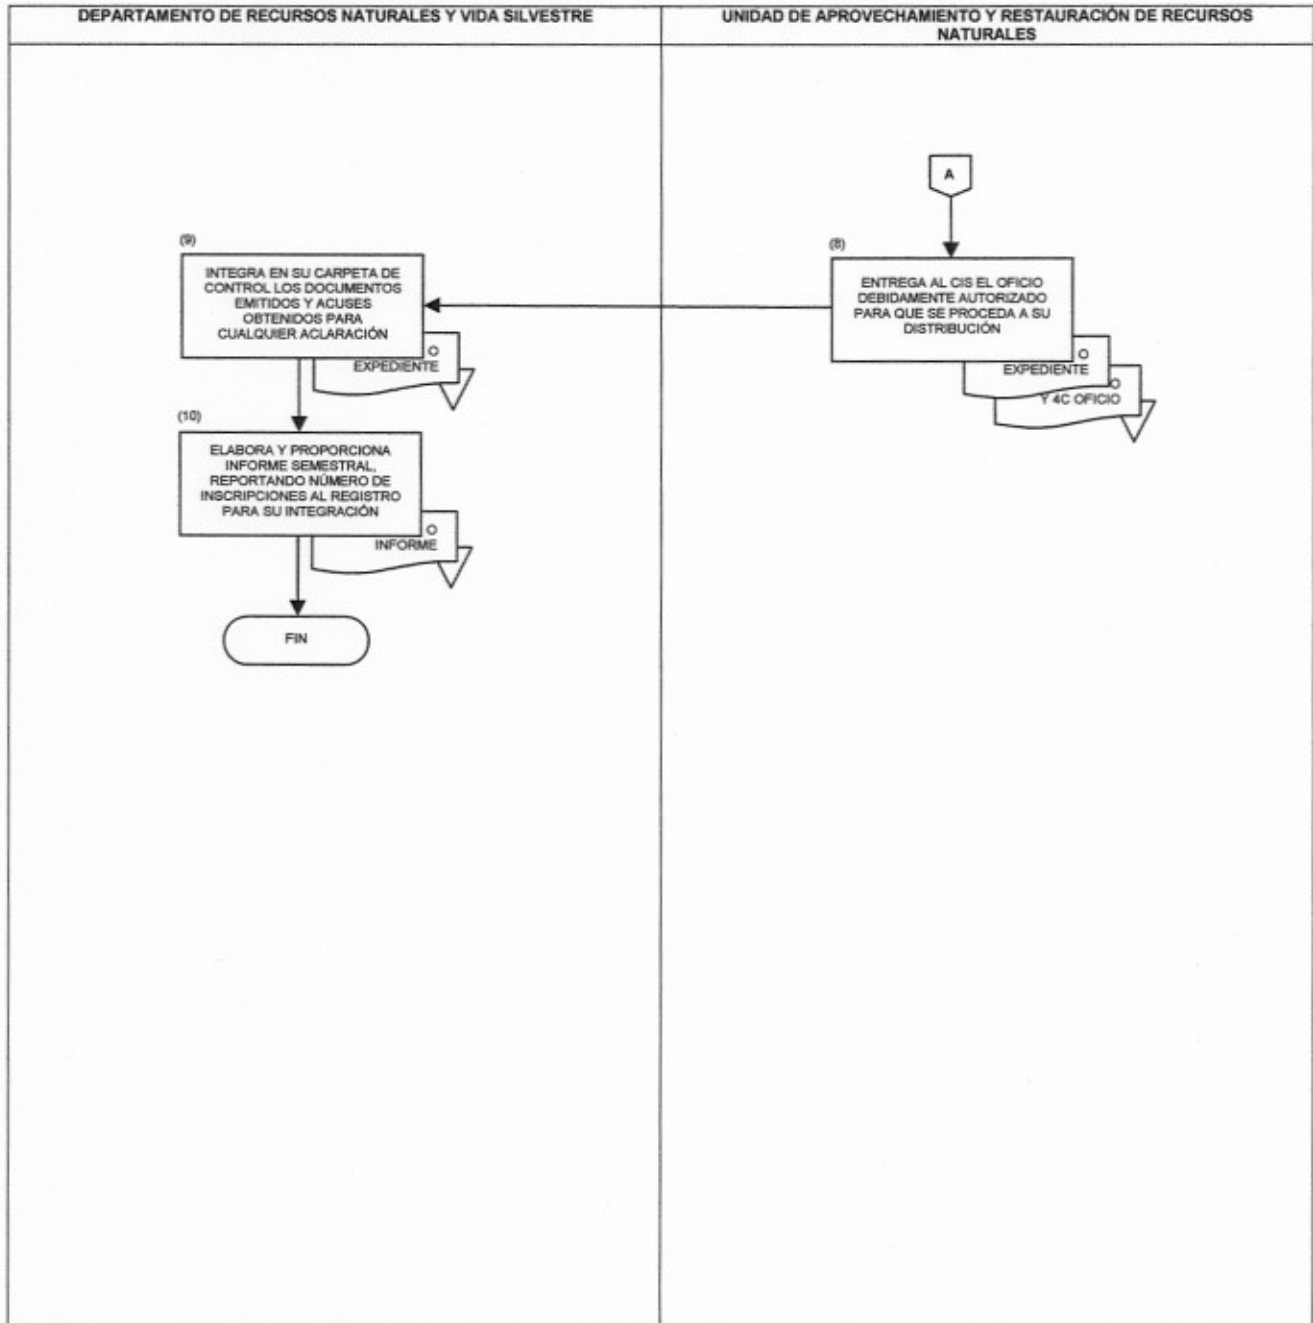 DEPARTAMENTO DE RECURSOS NATURALES Y VIDA SILVESTRE
UNIDAD DE APROVECHAMIENTO Y RESTAURACIÓN DE RECURSOS
NATURALES
A
(8)
ENTREGA AL CIS EL OFICIO
DEBIDAMENTE AUTORIZADO
PARA QUE SE PROCEDA A SU
DISTRIBUCIÓN
O
EXPEDIENTE
O
Y 4C OFICIO
(9)
INTEGRA EN SU CARPETA DE
CONTROL LOS DOCUMENTOS
EMITIDOS Y ACUSES
OBTENIDOS PARA
CUALQUIER ACLARACIÓN
O
EXPEDIENTE
(10)
ELABORA Y PROPORCIONA
INFORME SEMESTRAL,
REPORTANDO NÚMERO DE
INSCRIPCIONES AL REGISTRO
PARA SU INTEGRACIÓN
O
INFORME
FIN